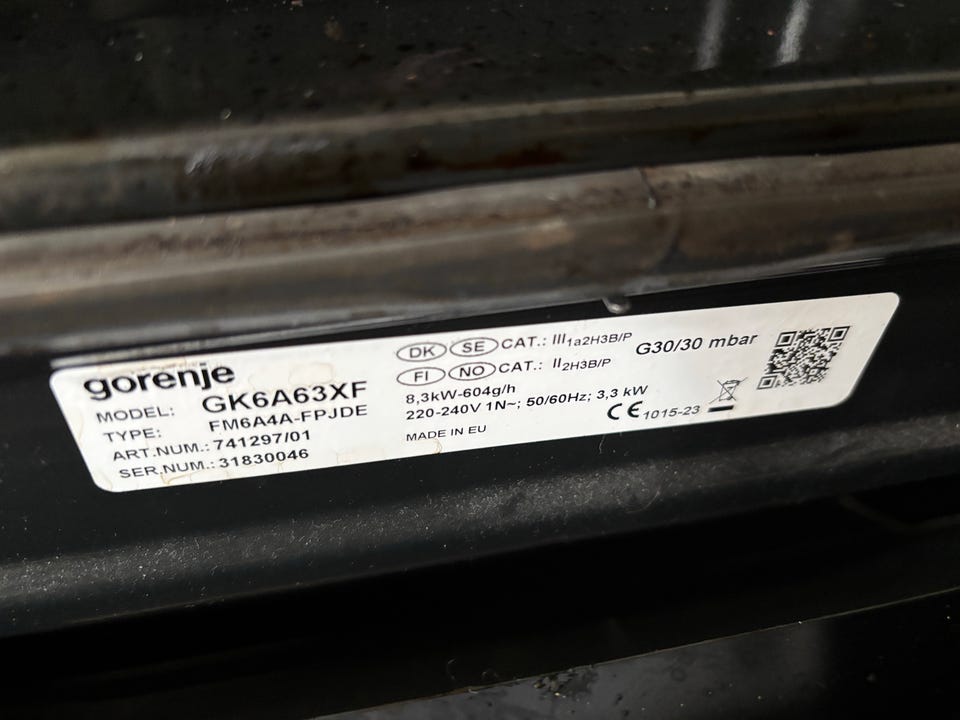 gorenje
MODEL: GK6A63XF
TYPE: FM6A4A-FPJDE
ART.NUM.: 741297/01
SER.NUM.: 31830046
DK SE CAT.: III1a2H3B/P
FI NO CAT.: II2H3B/P
8,3kW-604g/h
220-240V 1N~; 50/60Hz; 3,3 kW
MADE IN EU
G30/30 mbar
CE 1015-23